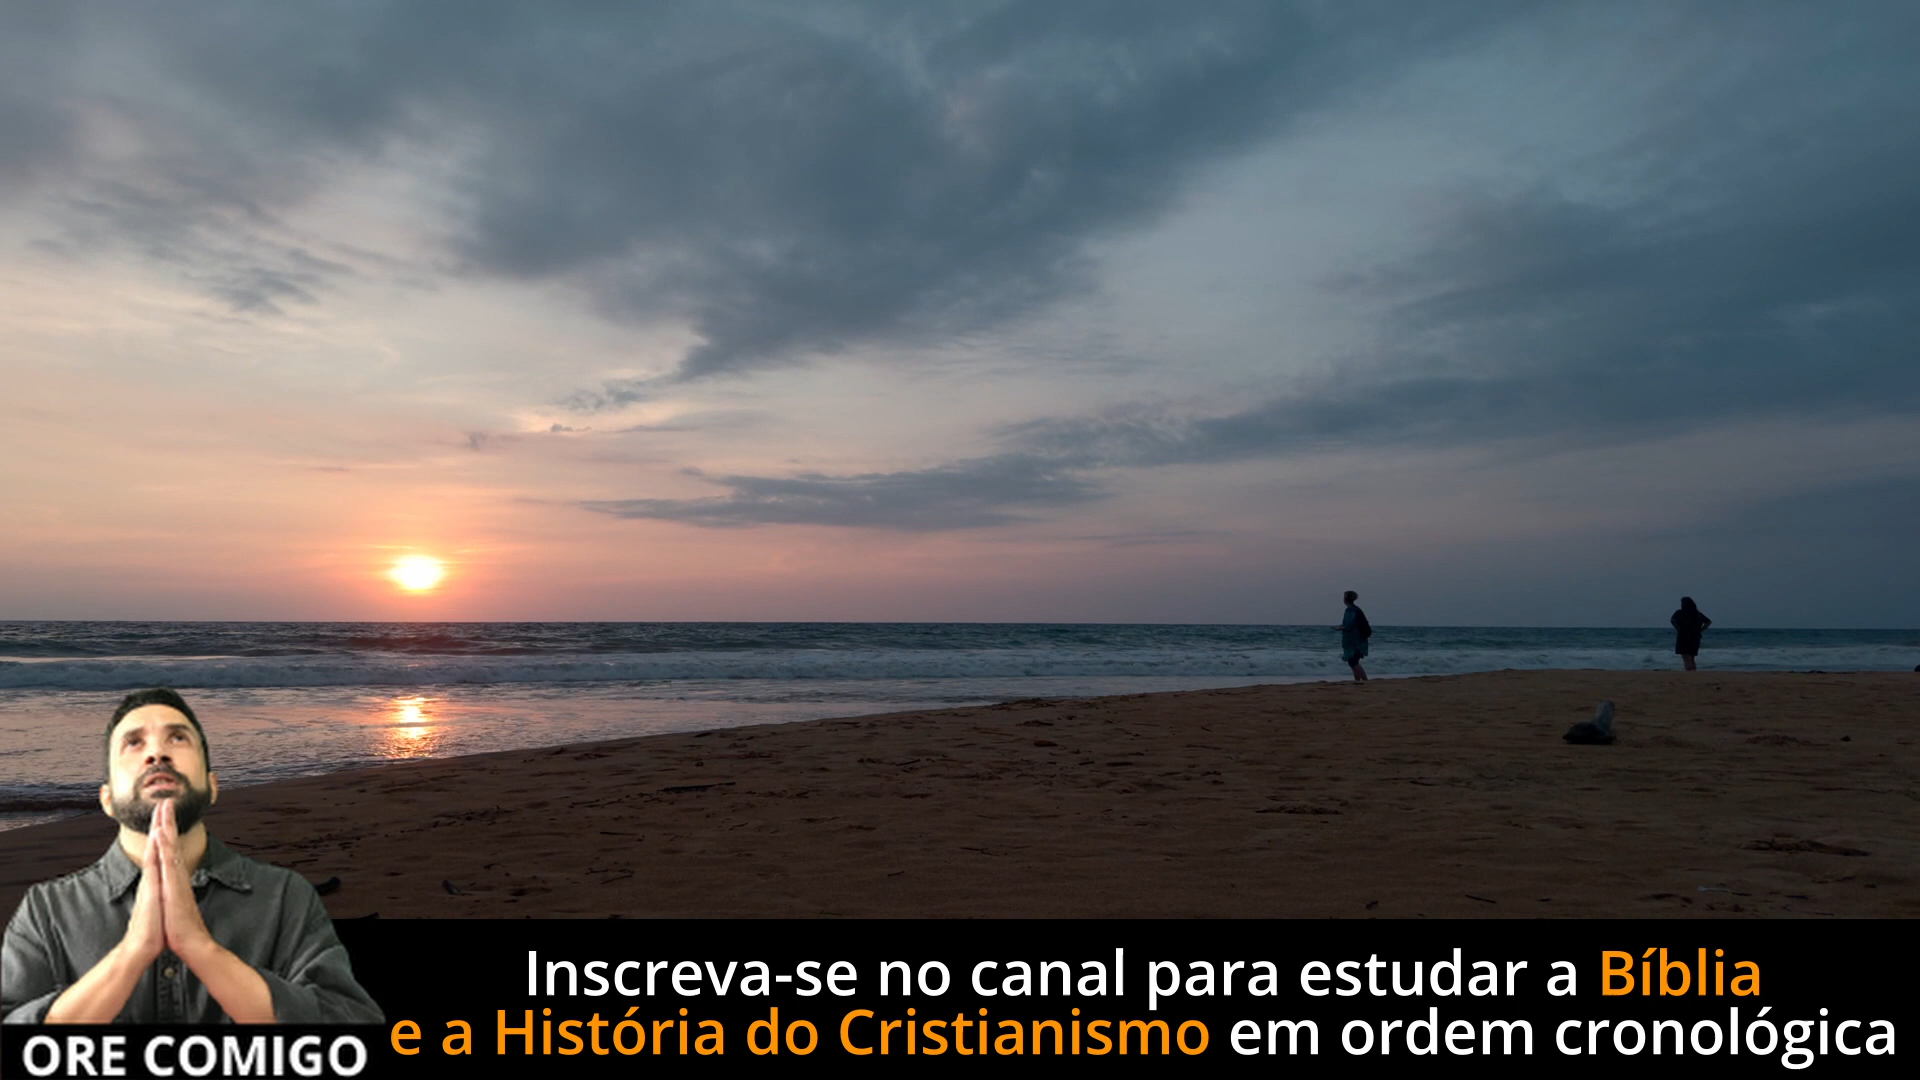 Inscreva-se no canal para estudar a Bíblia
e a História do Cristianismo em ordem cronológica
ORE COMIGO